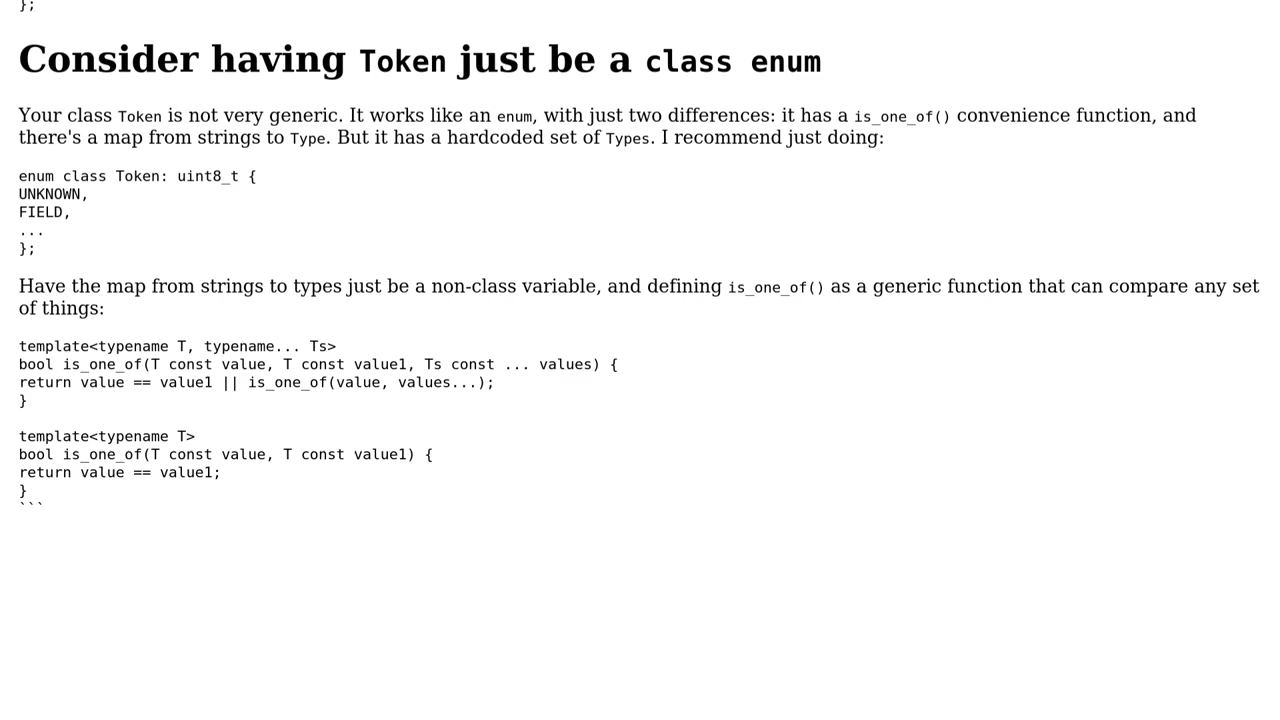 };
Consider having Token just be a class enum
Your class Token is not very generic. It works like an enum, with just two differences: it has a is_one_of() convenience function, and
there's a map from strings to Type. But it has a hardcoded set of Types. I recommend just doing:
enum class Token: uint8_t {
UNKNOWN,
FIELD,
...
};
Have the map from strings to types just be a non-class variable, and defining is_one_of() as a generic function that can compare any set
of things:
template<typename T, typename... Ts>
bool is_one_of(T const value, T const value1, Ts const ... values) {
return value == value1 || is_one_of(value, values...);
}
template<typename T>
bool is_one_of(T const value, T const value1) {
return value == value1;
}
```